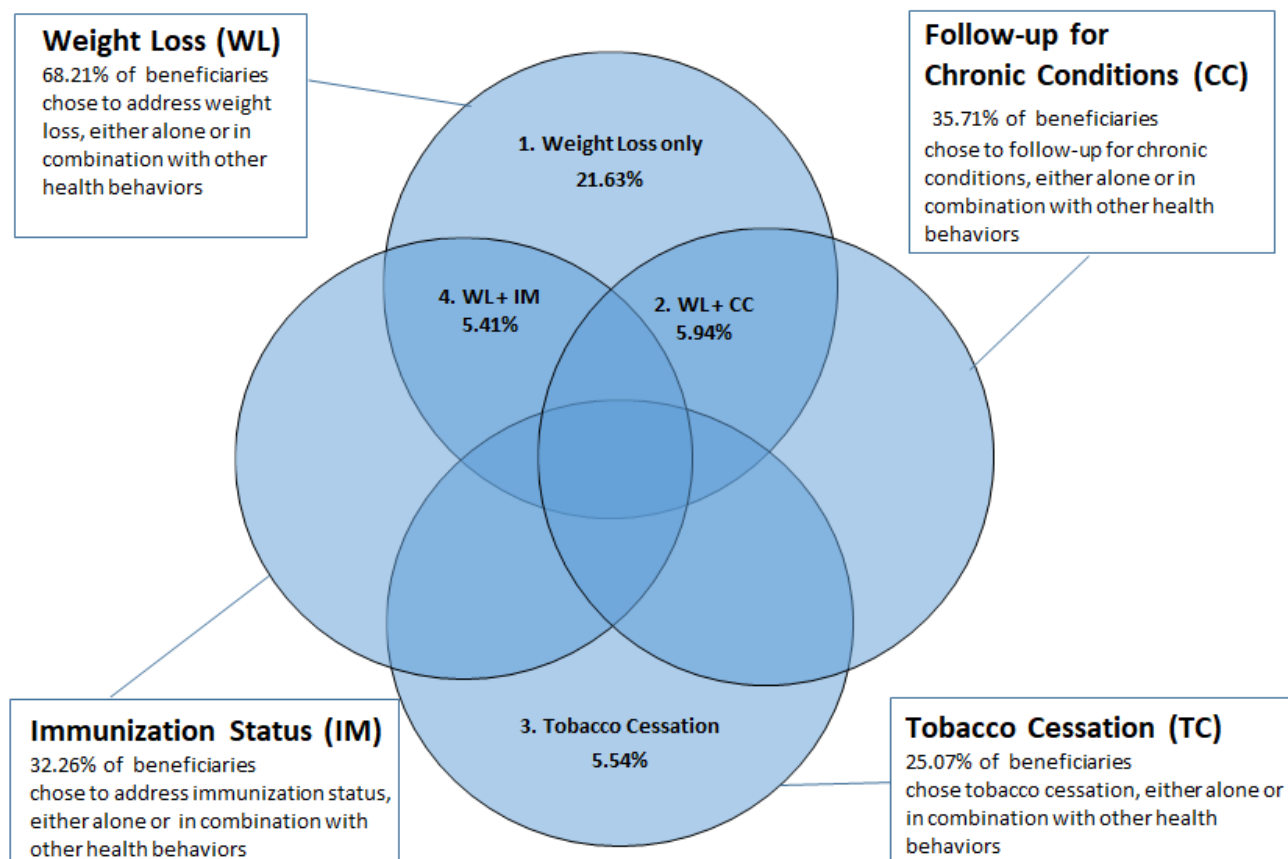 Weight Loss (WL)
68.21% of beneficiaries
chose to address weight
loss, either alone or in
combination with other
health behaviors
Follow-up for
Chronic Conditions (CC)
35.71% of beneficiaries
chose to follow-up for chronic
conditions, either alone or in
combination with other health
behaviors
1. Weight Loss only
21.63%
4. WL+ IM
5.41%
2. WL+ CC
5.94%
3. Tobacco Cessation
5.54%
Immunization Status (IM)
32.26% of beneficiaries
chose to address immunization status,
either alone or in combination with
other health behaviors
Tobacco Cessation (TC)
25.07% of beneficiaries
chose tobacco cessation, either alone or
in combination with other health
behaviors